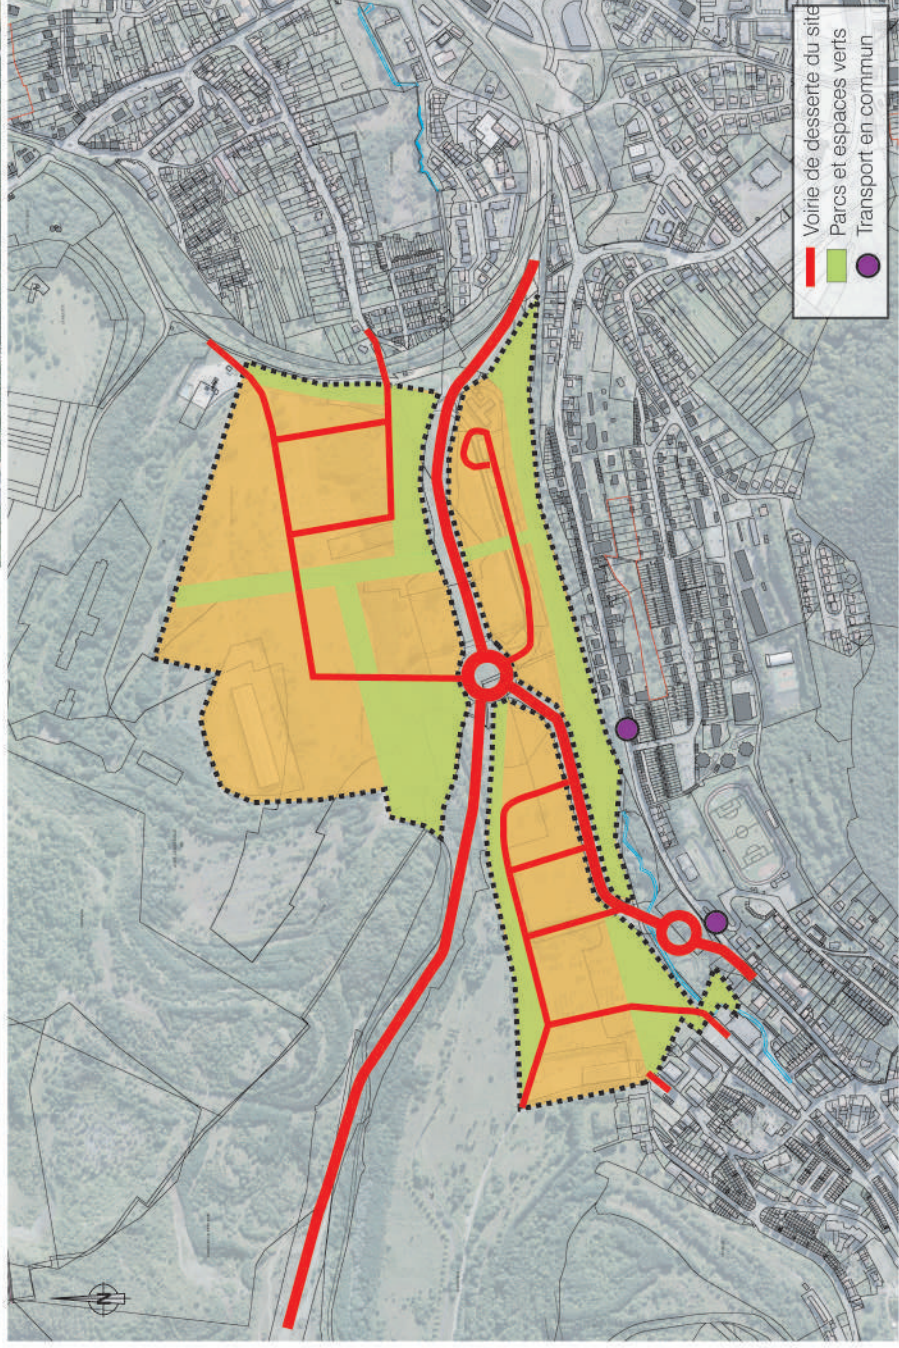 Voirie de desserte du site
Parcs et espaces verts
Transport en commun
N